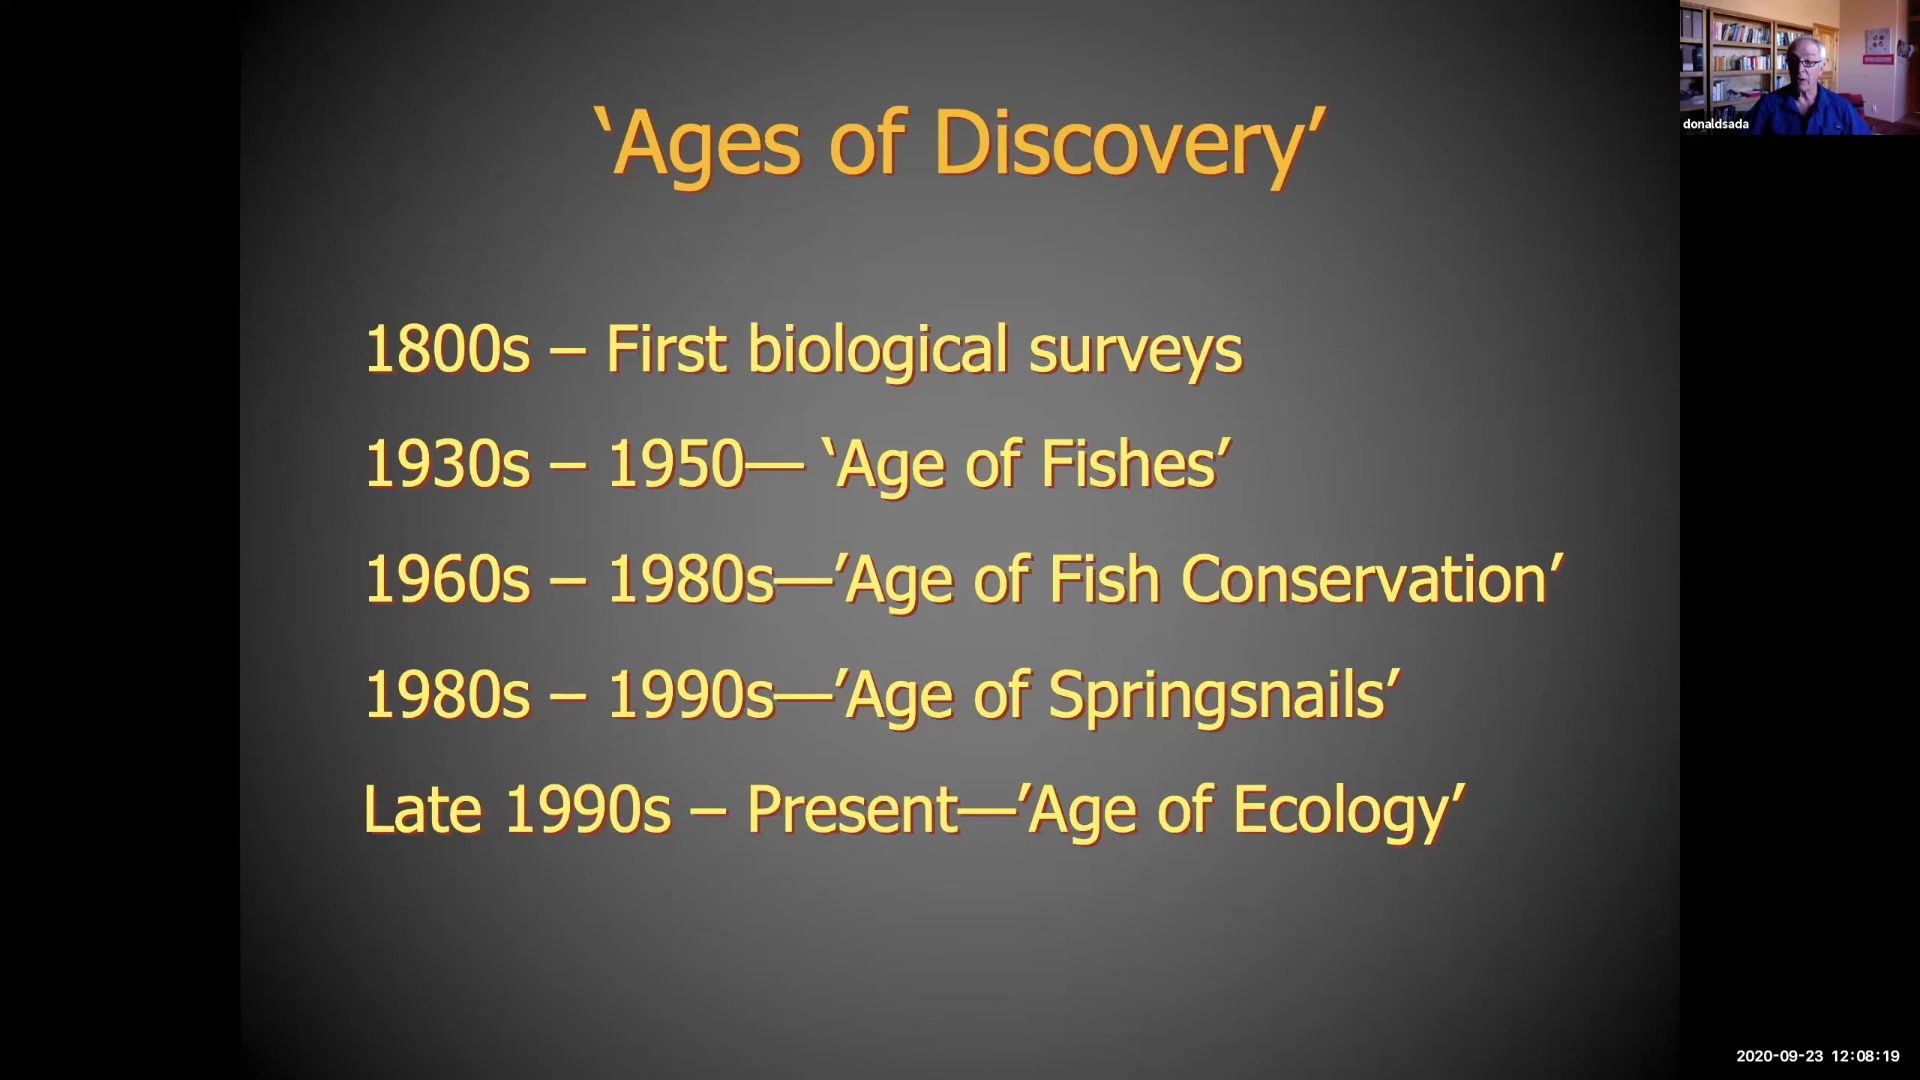 ‘Ages of Discovery’
donaldsada
1800s – First biological surveys
1930s – 1950— ‘Age of Fishes’
1960s – 1980s—’Age of Fish Conservation’
1980s – 1990s—’Age of Springsnails’
Late 1990s – Present—’Age of Ecology’
2020-09-23 12:08:19